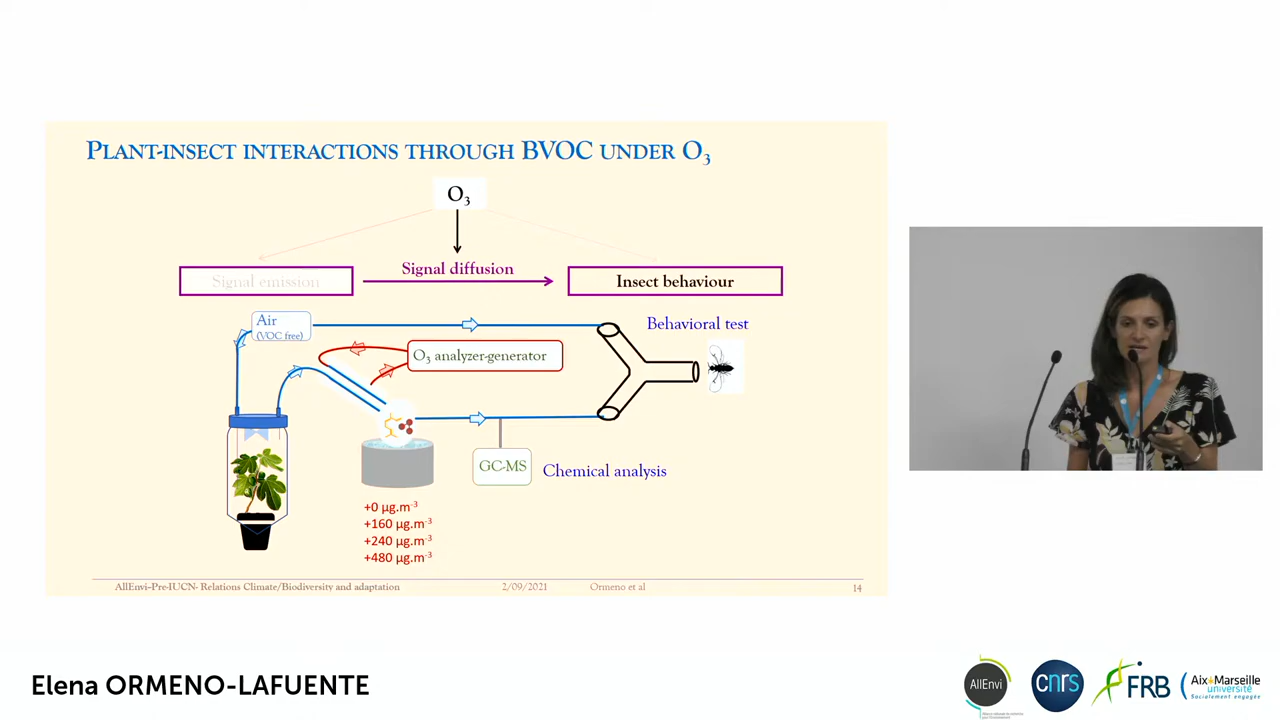 PLANT-INSECT INTERACTIONS THROUGH BVOC UNDER O₃
O₃
Signal emission
Signal diffusion
Insect behaviour
Air
(VOC free)
Behavioral test
O₃ analyzer-generator
GC-MS
Chemical analysis
+0 µg.m⁻³
+160 µg.m⁻³
+240 µg.m⁻³
+480 µg.m⁻³
AllEnvi-Pre-IUCN- Relations Climate/Biodiversity and adaptation
2/09/2021
Ormeno et al
14
Elena ORMENO-LAFUENTE
AllEnvi
cnrs
FRB
Aix+Marseille
université
Socialement engagée